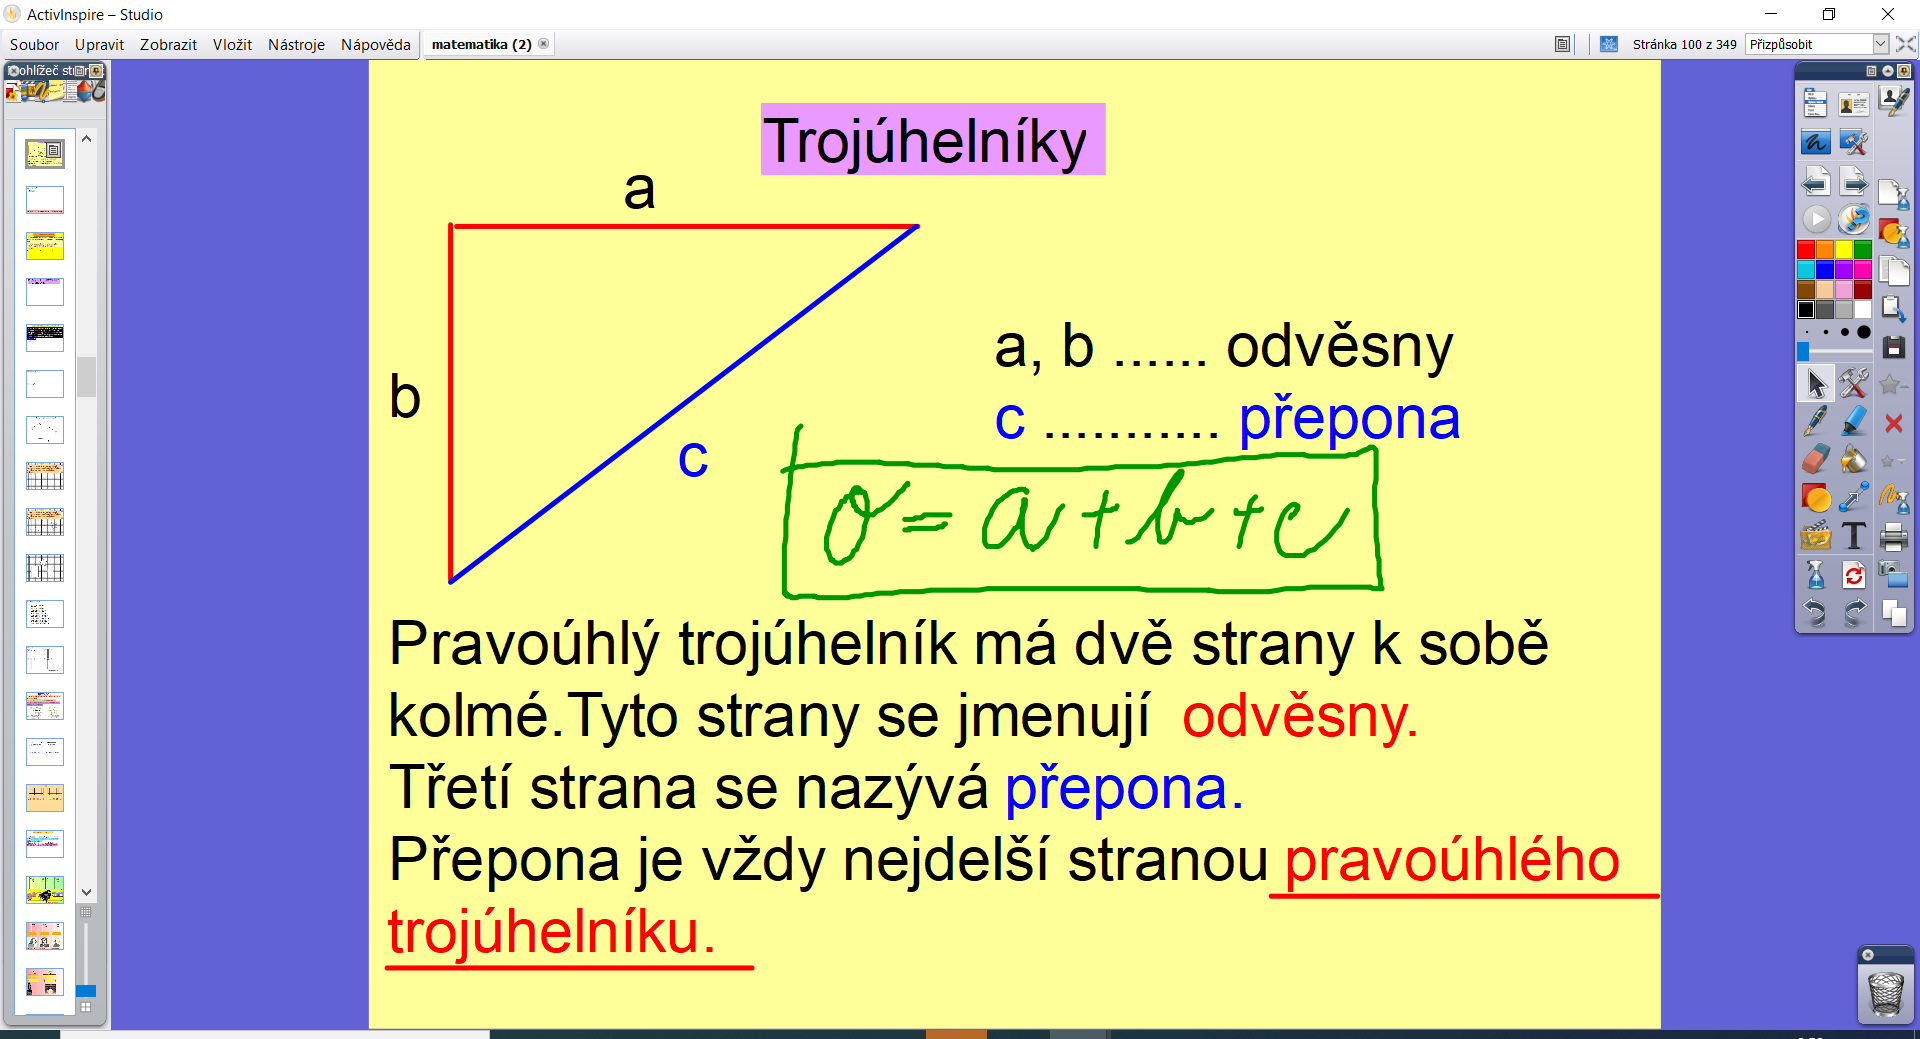 ActivInspire – Studio
Soubor Upravit Zobrazit Vložit Nástroje Nápověda matematika (2) Stránka 100 z 349 Přizpůsobit
Trojúhelníky
a
b
c
a, b ...... odvěsny
c ........... přepona
o = a + b + c
Pravoúhlý trojúhelník má dvě strany k sobě
kolmé.Tyto strany se jmenují odvěsny.
Třetí strana se nazývá přepona.
Přepona je vždy nejdelší stranou pravoúhlého
trojúhelníku.